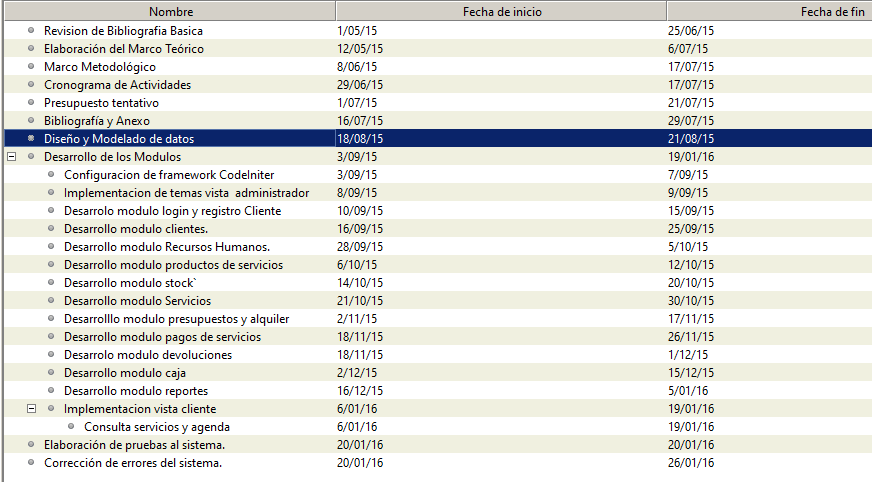 Nombre Fecha de inicio Fecha de fin
Revision de Bibliografia Basica 1/05/15 25/06/15
Elaboración del Marco Teórico 12/05/15 6/07/15
Marco Metodológico 8/06/15 17/07/15
Cronograma de Actividades 29/06/15 17/07/15
Presupuesto tentativo 1/07/15 21/07/15
Bibliografía y Anexo 16/07/15 29/07/15
Diseño y Modelado de datos 18/08/15 21/08/15
Desarrollo de los Modulos 3/09/15 19/01/16
Configuracion de framework CodeIniter 3/09/15 7/09/15
Implementacion de temas vista administrador 8/09/15 9/09/15
Desarrolo modulo login y registro Cliente 10/09/15 15/09/15
Desarrollo modulo clientes. 16/09/15 25/09/15
Desarrollo modulo Recursos Humanos. 28/09/15 5/10/15
Desarrollo modulo productos de servicios 6/10/15 12/10/15
Desarrollo modulo stock` 14/10/15 20/10/15
Desarrollo modulo Servicios 21/10/15 30/10/15
Desarrolllo modulo presupuestos y alquiler 2/11/15 17/11/15
Desarrollo modulo pagos de servicios 18/11/15 26/11/15
Desarrolo modulo devoluciones 18/11/15 1/12/15
Desarrollo modulo caja 2/12/15 15/12/15
Desarrollo modulo reportes 16/12/15 5/01/16
Implementacion vista cliente 6/01/16 19/01/16
Consulta servicios y agenda 6/01/16 19/01/16
Elaboración de pruebas al sistema. 20/01/16 20/01/16
Corrección de errores del sistema. 20/01/16 26/01/16